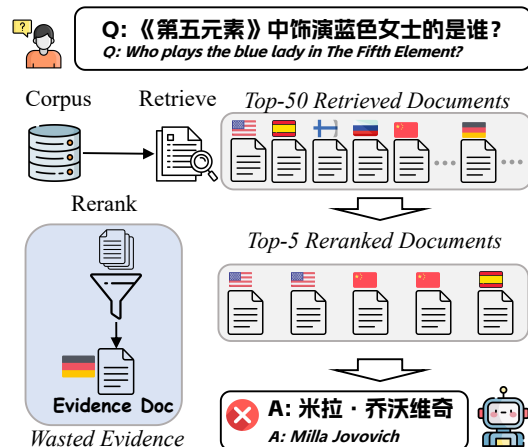 Q: 《第五元素》中饰演蓝色女士的是谁？
Q: Who plays the blue lady in The Fifth Element?
Corpus
Retrieve
Top-50 Retrieved Documents
Rerank
Top-5 Reranked Documents
Evidence Doc
Wasted Evidence
A: 米拉·乔沃维奇
A: Milla Jovovich